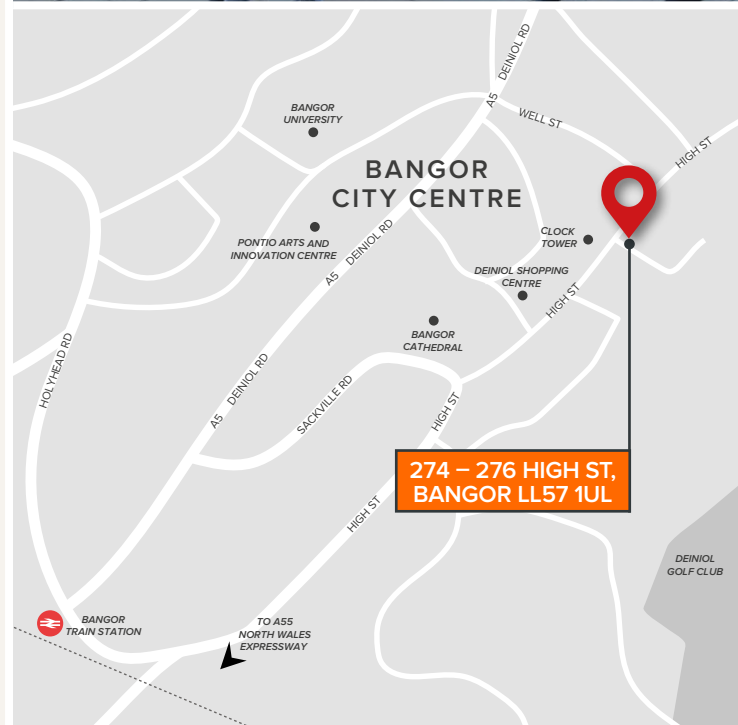 A5 DEINIOL RD
BANGOR
UNIVERSITY
WELL ST
HIGH ST
BANGOR
CITY CENTRE
PONTIO ARTS AND
INNOVATION CENTRE
A5 DEINIOL RD
CLOCK
TOWER
DEINIOL SHOPPING
CENTRE
HIGH ST
BANGOR
CATHEDRAL
HOLYHEAD RD
A5 DEINIOL RD
SACKVILLE RD
HIGH ST
274 – 276 HIGH ST,
BANGOR LL57 1UL
HIGH ST
DEINIOL
GOLF CLUB
BANGOR
TRAIN STATION
TO A55
NORTH WALES
EXPRESSWAY